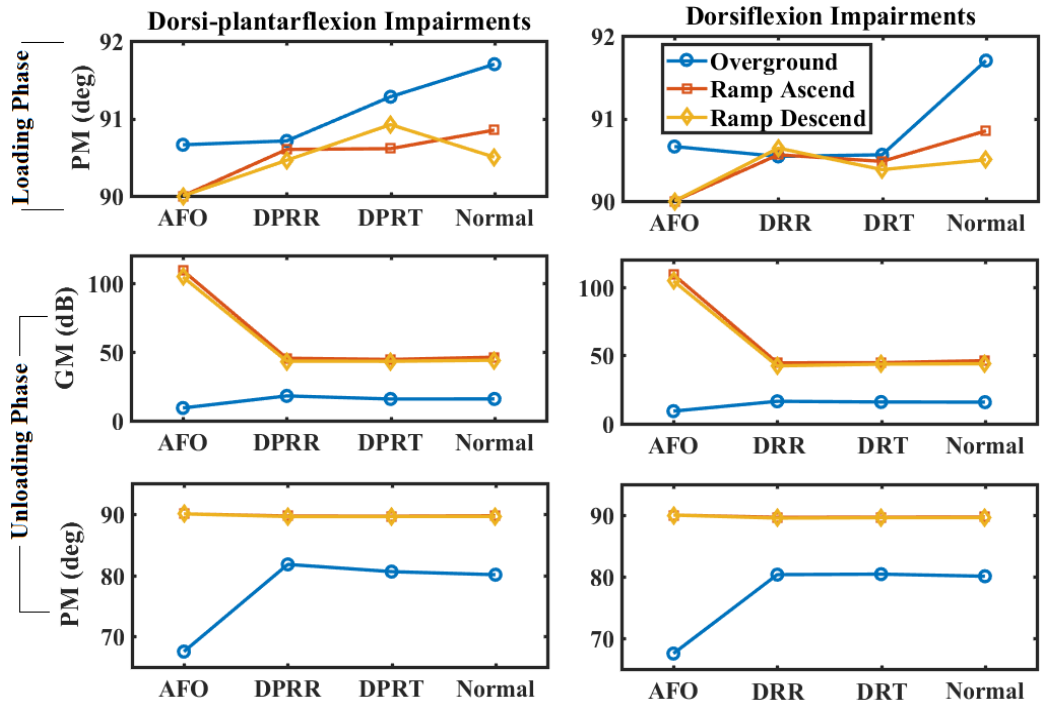 Dorsi-plantarflexion Impairments
Dorsiflexion Impairments
Loading Phase
PM (deg)
92
91
90
AFO DPRR DPRT Normal
92
91
90
Overground
Ramp Ascend
Ramp Descend
AFO DRR DRT Normal
Unloading Phase
GM (dB)
100
50
0
AFO DPRR DPRT Normal
100
50
0
AFO DRR DRT Normal
PM (deg)
90
80
70
AFO DPRR DPRT Normal
90
80
70
AFO DRR DRT Normal